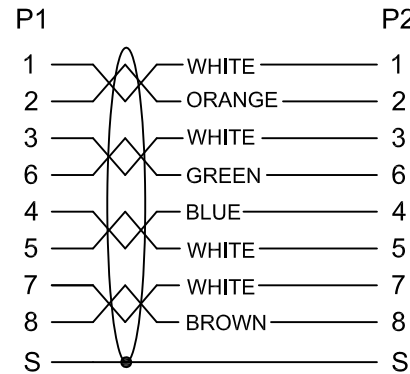 P1 P2
1 WHITE 1
2 ORANGE 2
3 WHITE 3
6 GREEN 6
4 BLUE 4
5 WHITE 5
7 WHITE 7
8 BROWN 8
S S